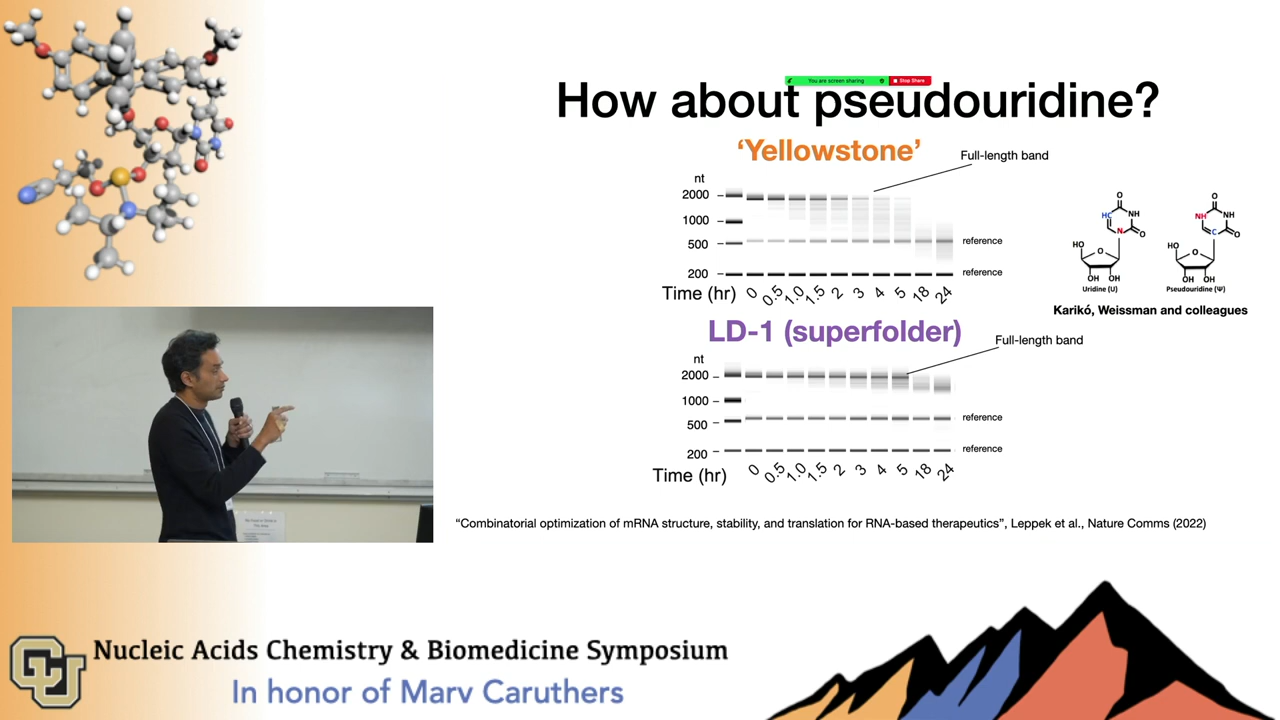 You are screen sharing
Stop Share
How about pseudouridine?
‘Yellowstone’
Full-length band
nt
2000
1000
500
200
reference
reference
Time (hr)
0 0.5 1.0 1.5 2 3 4 5 18 24
LD-1 (superfolder)
Full-length band
nt
2000
1000
500
200
reference
reference
Time (hr)
0 0.5 1.0 1.5 2 3 4 5 18 24
O
HC
NH
N
O
HO
O
OH OH
Uridine (U)
O
NH
NH
C
O
HO
O
OH OH
Pseudouridine (Ψ)
Karikó, Weissman and colleagues
“Combinatorial optimization of mRNA structure, stability, and translation for RNA-based therapeutics”, Leppek et al., Nature Comms (2022)
CU
Nucleic Acids Chemistry & Biomedicine Symposium
In honor of Marv Caruthers